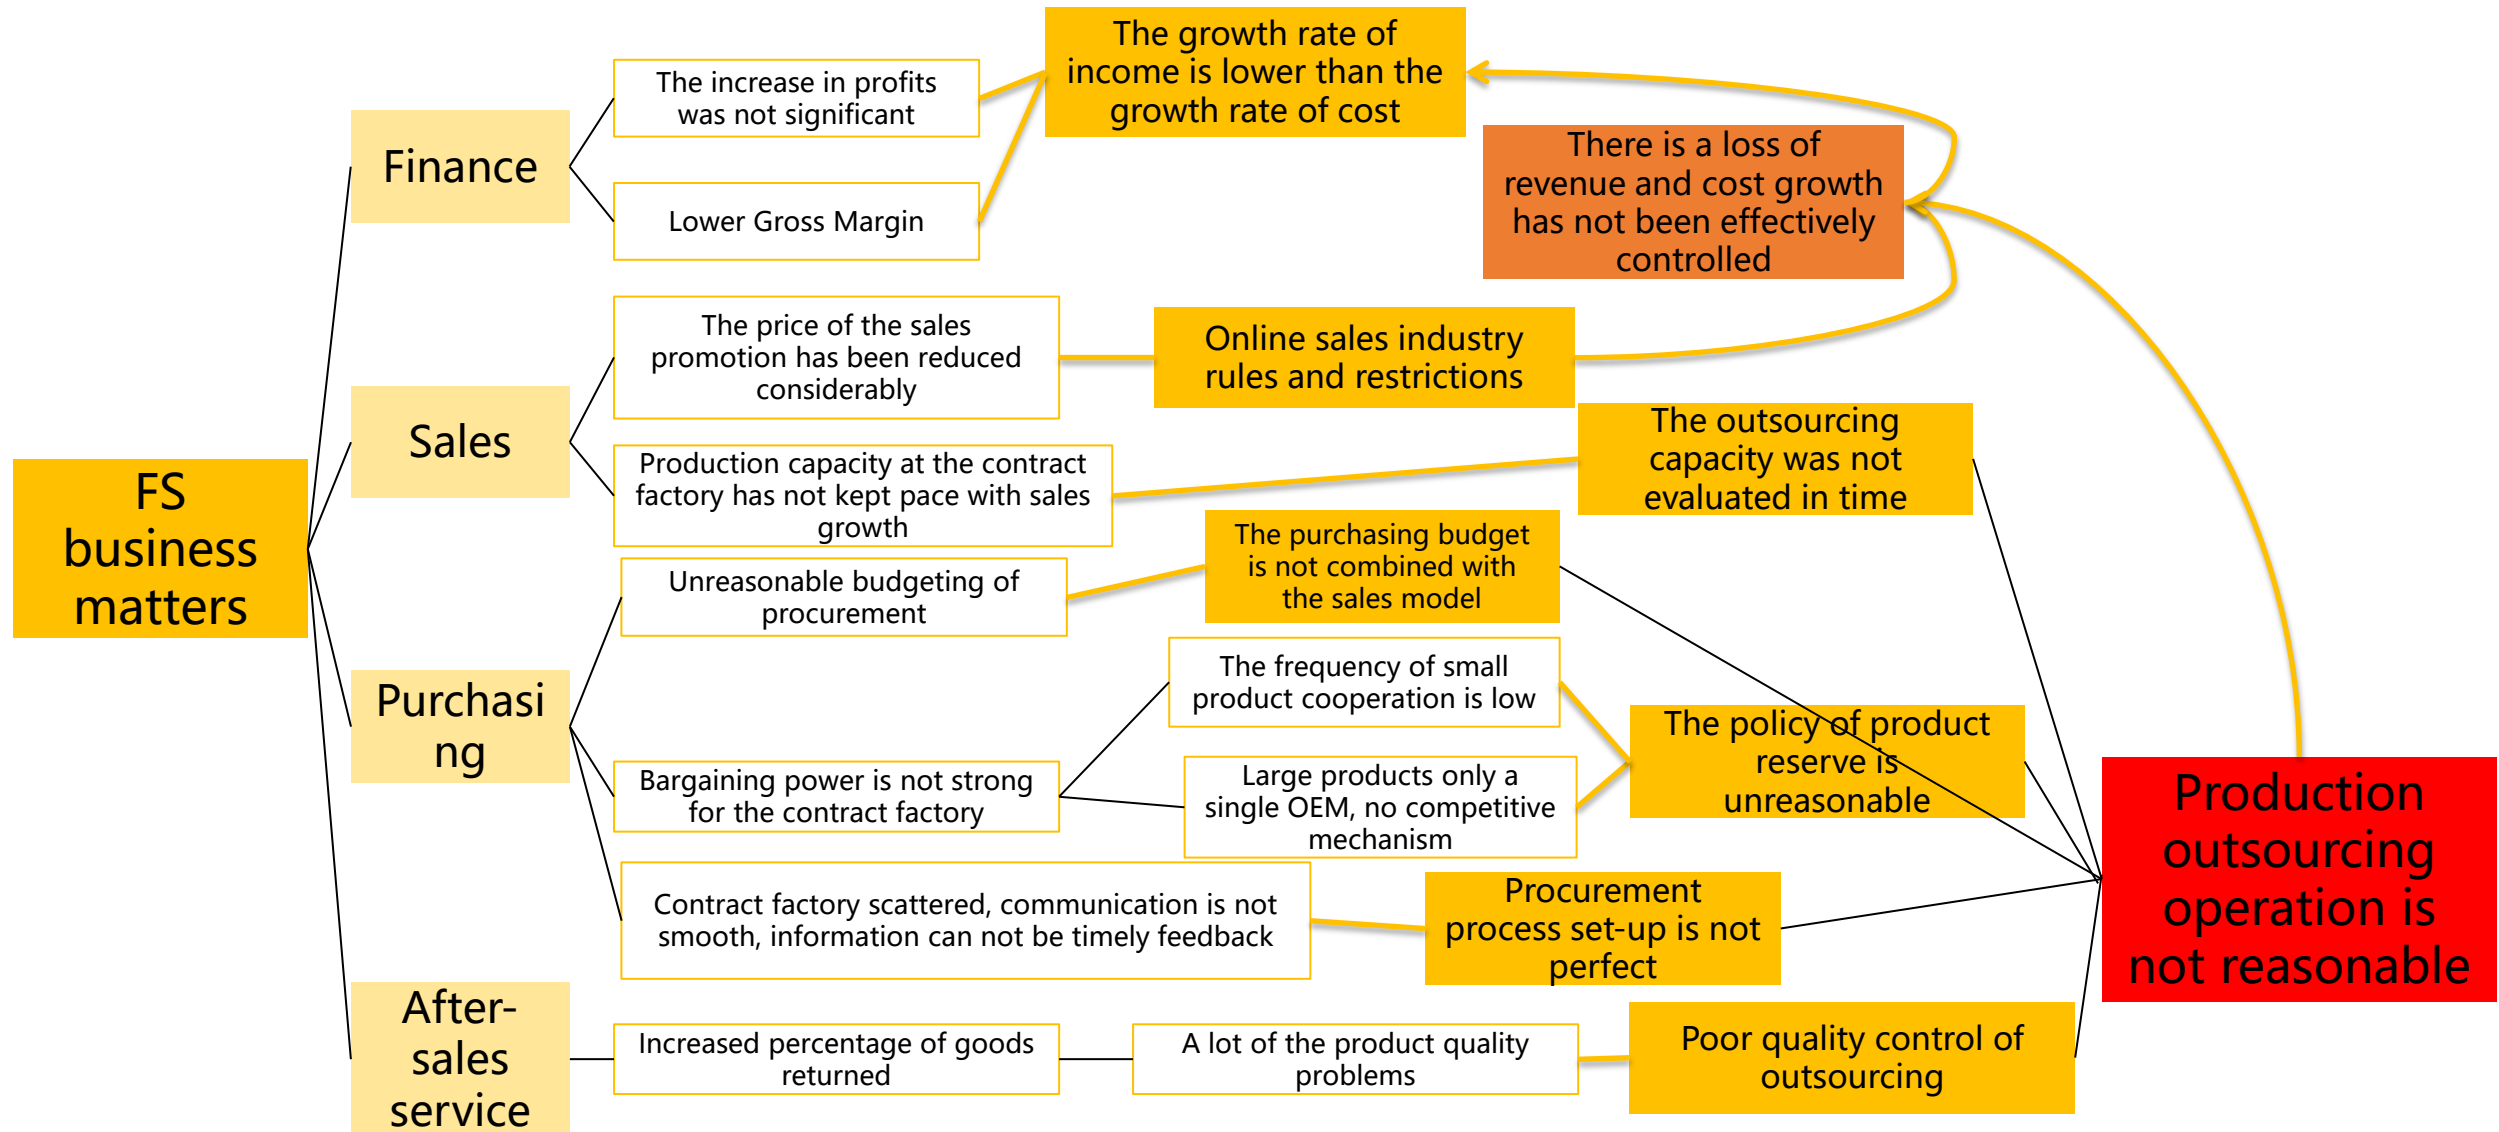 FS
business
matters
Finance
The increase in profits
was not significant
Lower Gross Margin
The growth rate of
income is lower than the
growth rate of cost
There is a loss of
revenue and cost growth
has not been effectively
controlled
Sales
The price of the sales
promotion has been reduced
considerably
Online sales industry
rules and restrictions
Production capacity at the contract
factory has not kept pace with sales
growth
The outsourcing
capacity was not
evaluated in time
Purchasi
ng
Unreasonable budgeting of
procurement
The purchasing budget
is not combined with
the sales model
Bargaining power is not strong
for the contract factory
The frequency of small
product cooperation is low
Large products only a
single OEM, no competitive
mechanism
The policy of product
reserve is
unreasonable
Contract factory scattered, communication is not
smooth, information can not be timely feedback
Procurement
process set-up is not
perfect
After-
sales
service
Increased percentage of goods
returned
A lot of the product quality
problems
Poor quality control of
outsourcing
Production
outsourcing
operation is
not reasonable